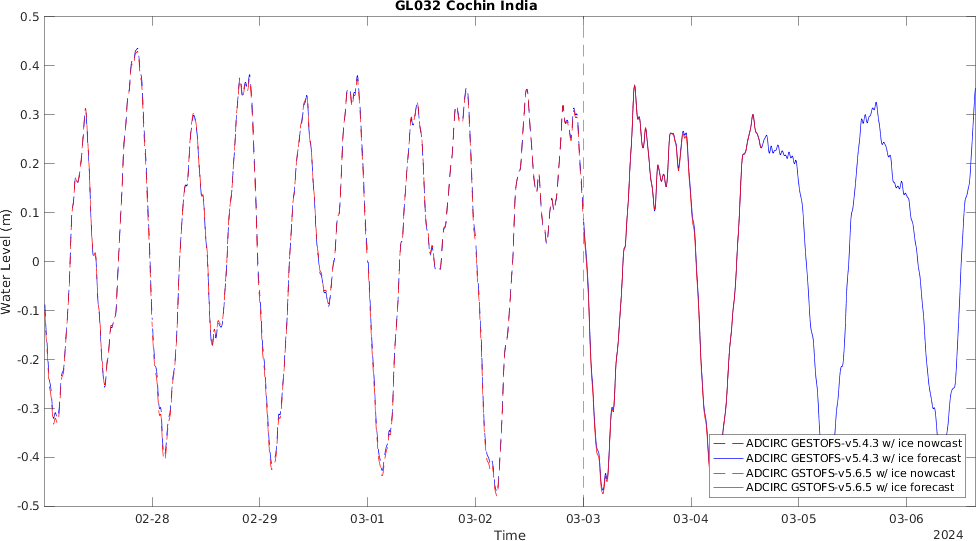 GL032 Cochin India
Water Level (m)
0.5
0.4
0.3
0.2
0.1
0
-0.1
-0.2
-0.3
-0.4
-0.5
ADCIRC GESTOFS-v5.4.3 w/ ice nowcast
ADCIRC GESTOFS-v5.4.3 w/ ice forecast
ADCIRC GSTOFS-v5.6.5 w/ ice nowcast
ADCIRC GSTOFS-v5.6.5 w/ ice forecast
02-28 02-29 03-01 03-02 03-03 03-04 03-05 03-06
Time
2024